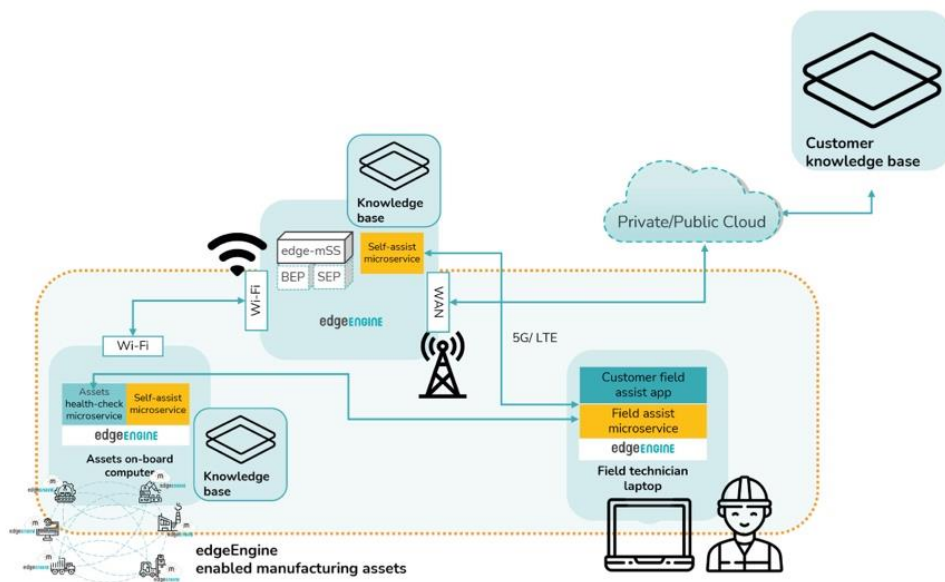 Customer
knowledge base
Private/Public Cloud
Knowledge
base
edge-mSS
BEP
SEP
Self-assist
microservice
Wi-Fi
WAN
edgeENGINE
5G/ LTE
Wi-Fi
Assets
health-check
microservice
Self-assist
microservice
edgeENGINE
Assets on-board
computer
Knowledge
base
Customer field
assist app
Field assist
microservice
edgeENGINE
Field technician
laptop
edgeEngine
enabled manufacturing assets